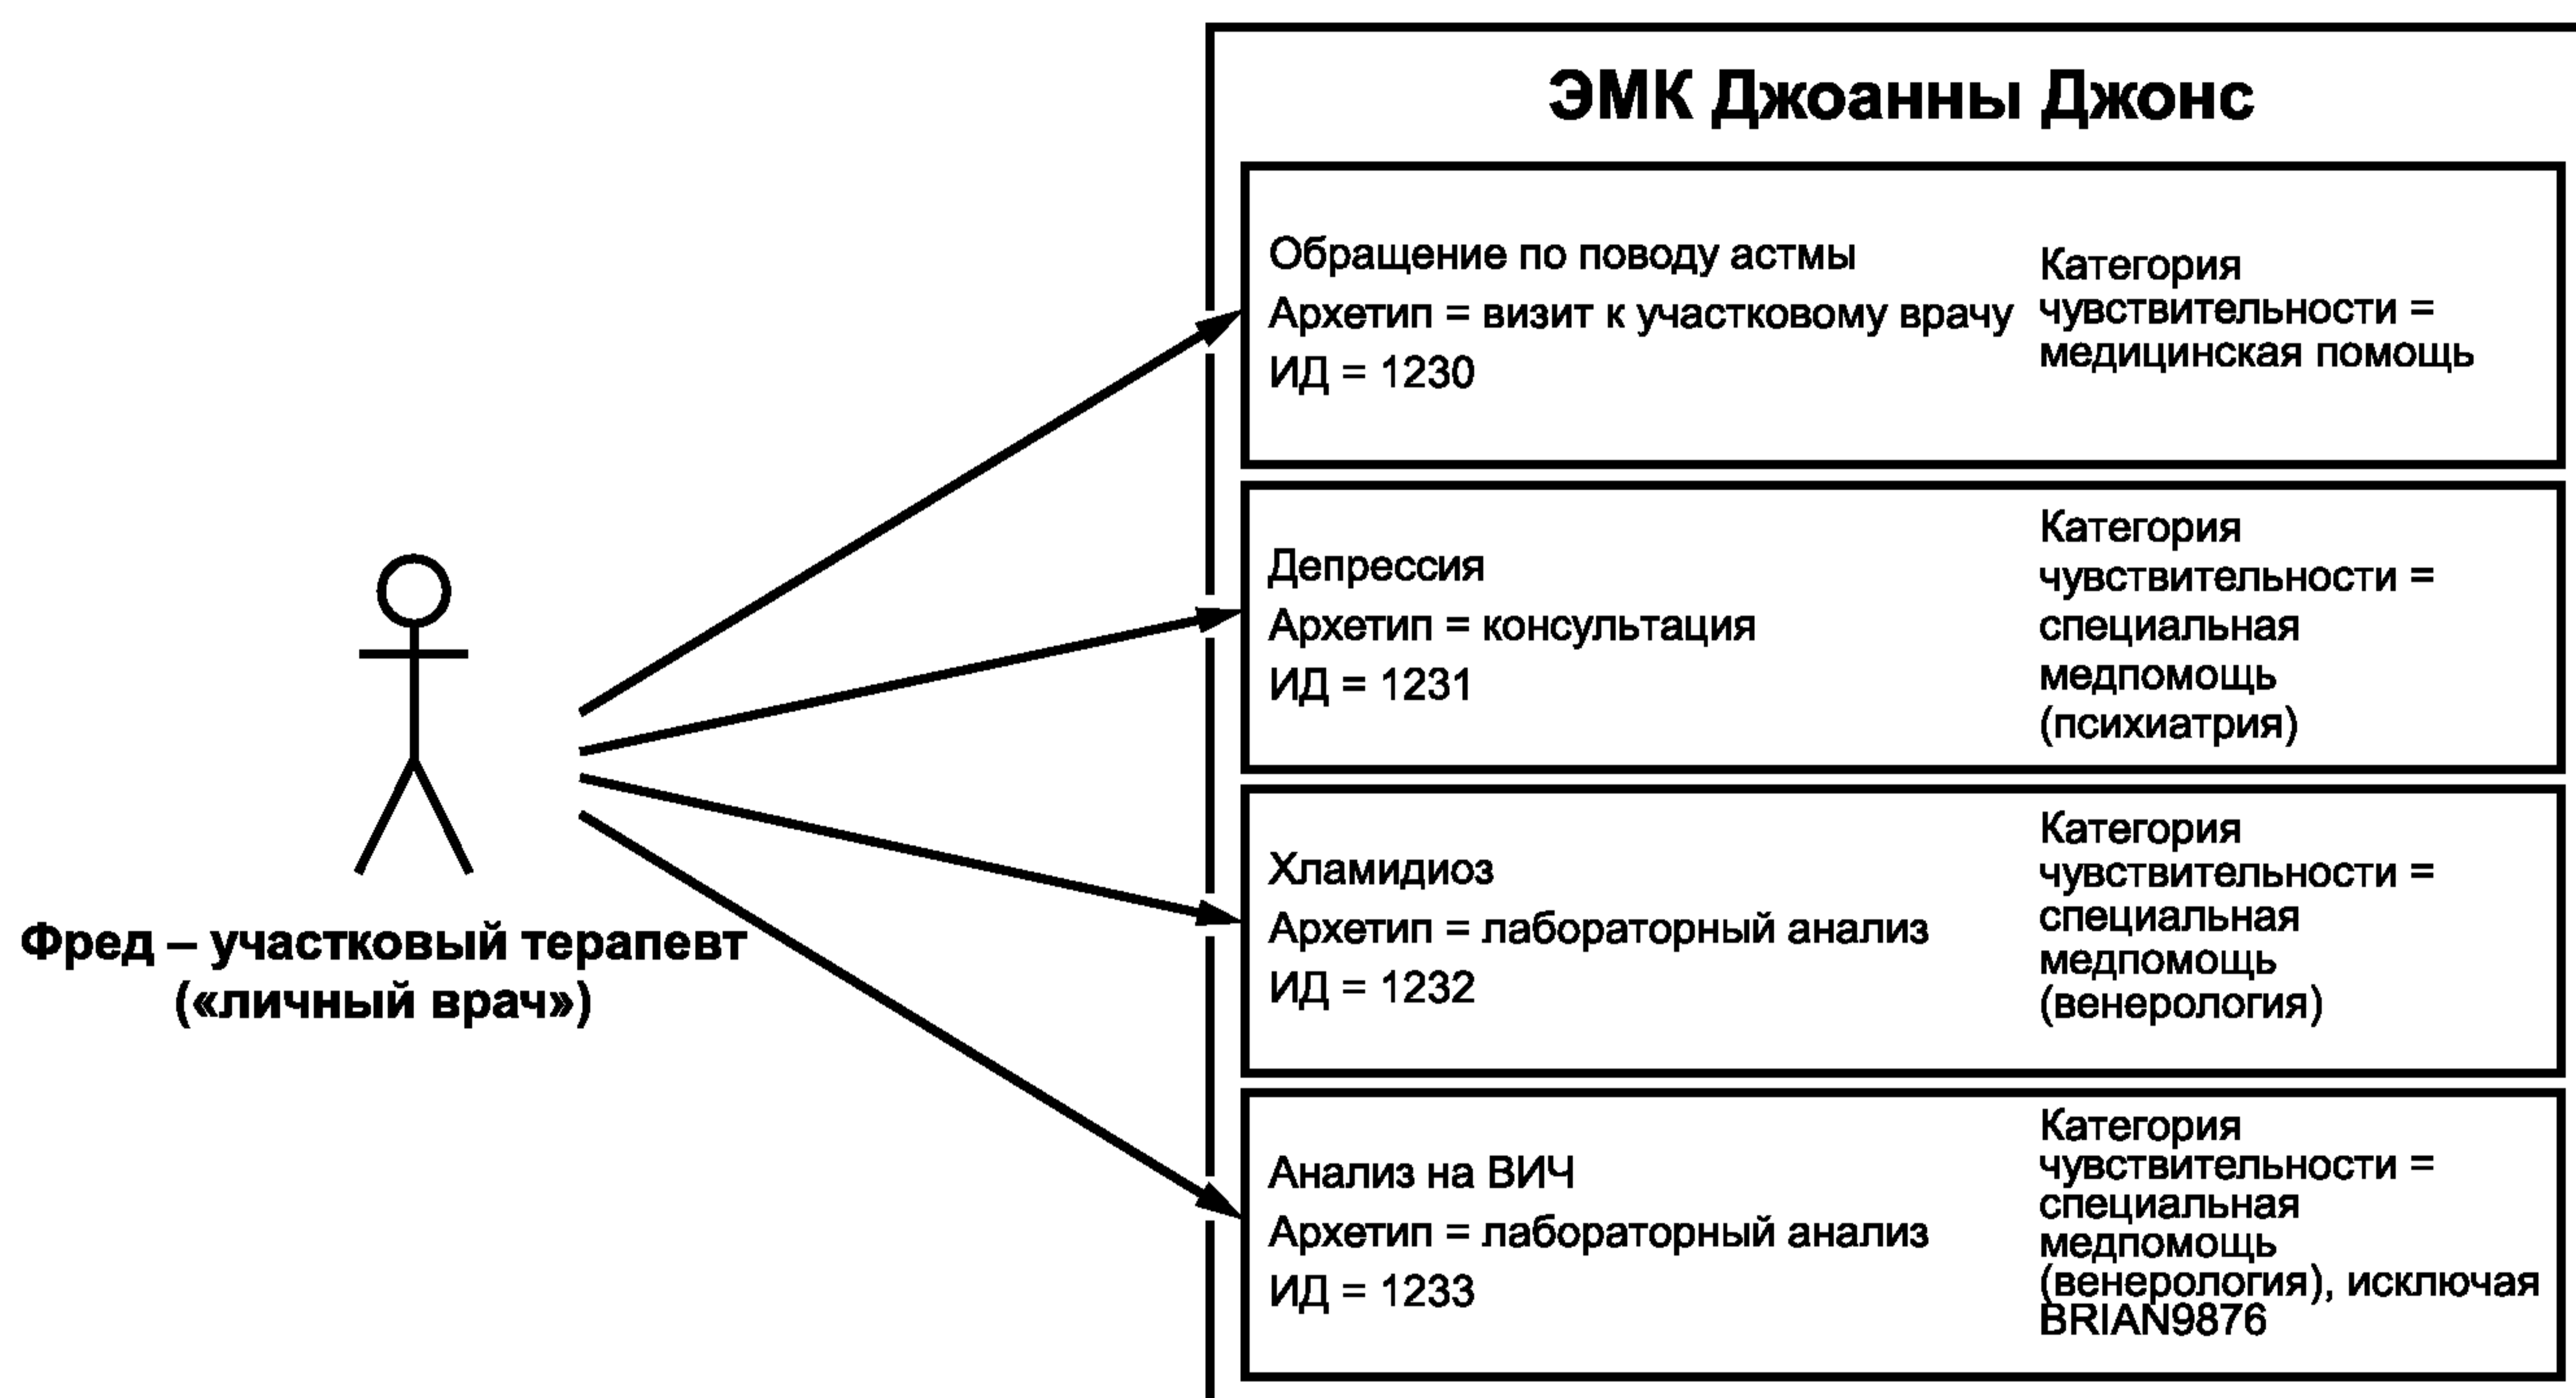 ЭМК Джоанны Джонс
Обращение по поводу астмы
Архетип = визит к участковому врачу
ИД = 1230
Категория
чувствительности =
медицинская помощь
Депрессия
Архетип = консультация
ИД = 1231
Категория
чувствительности =
специальная
медпомощь
(психиатрия)
Хламидиоз
Архетип = лабораторный анализ
ИД = 1232
Категория
чувствительности =
специальная
медпомощь
(венерология)
Анализ на ВИЧ
Архетип = лабораторный анализ
ИД = 1233
Категория
чувствительности =
специальная
медпомощь
(венерология), исключая
BRIAN9876
Фред – участковый терапевт
(«личный врач»)